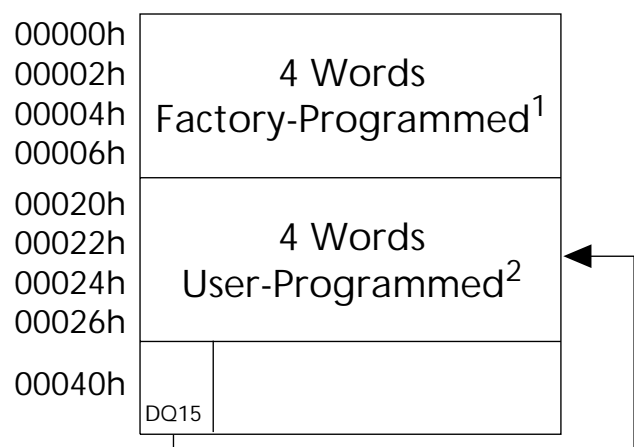 00000h
00002h
00004h
00006h
4 Words
Factory-Programmed¹
00020h
00022h
00024h
00026h
4 Words
User-Programmed²
00040h
DQ15